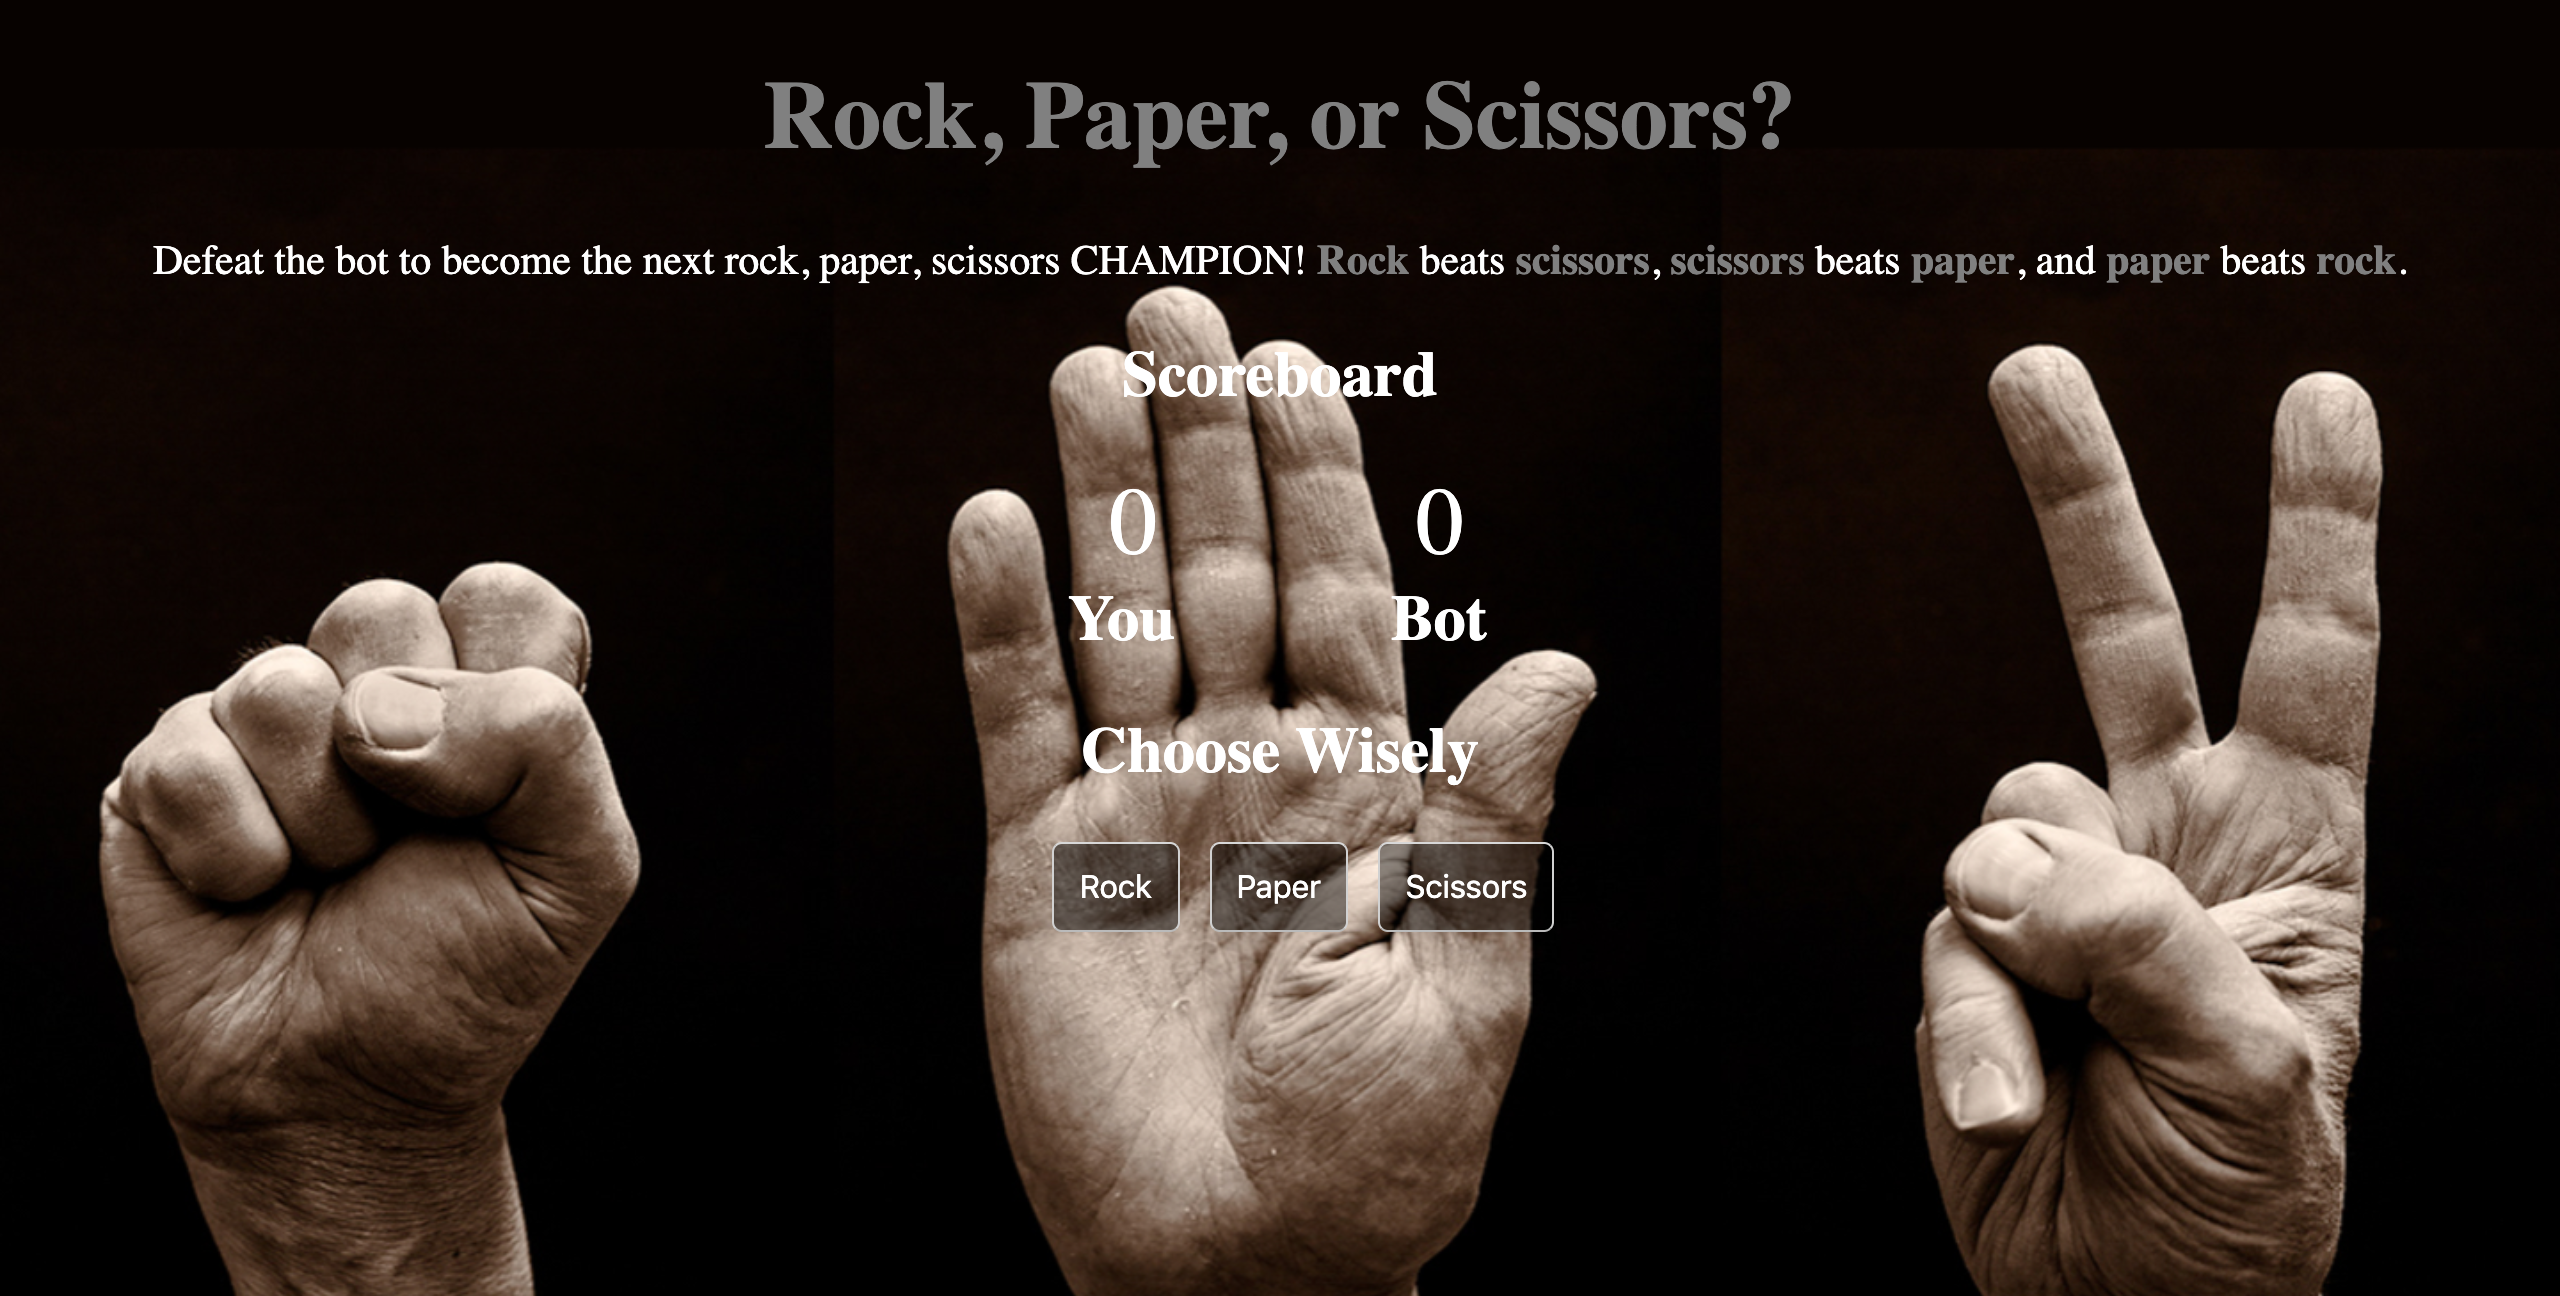 Rock, Paper, or Scissors?
Defeat the bot to become the next rock, paper, scissors CHAMPION! Rock beats scissors, scissors beats paper, and paper beats rock.
Scoreboard
0 0
You Bot
Choose Wisely
Rock Paper Scissors